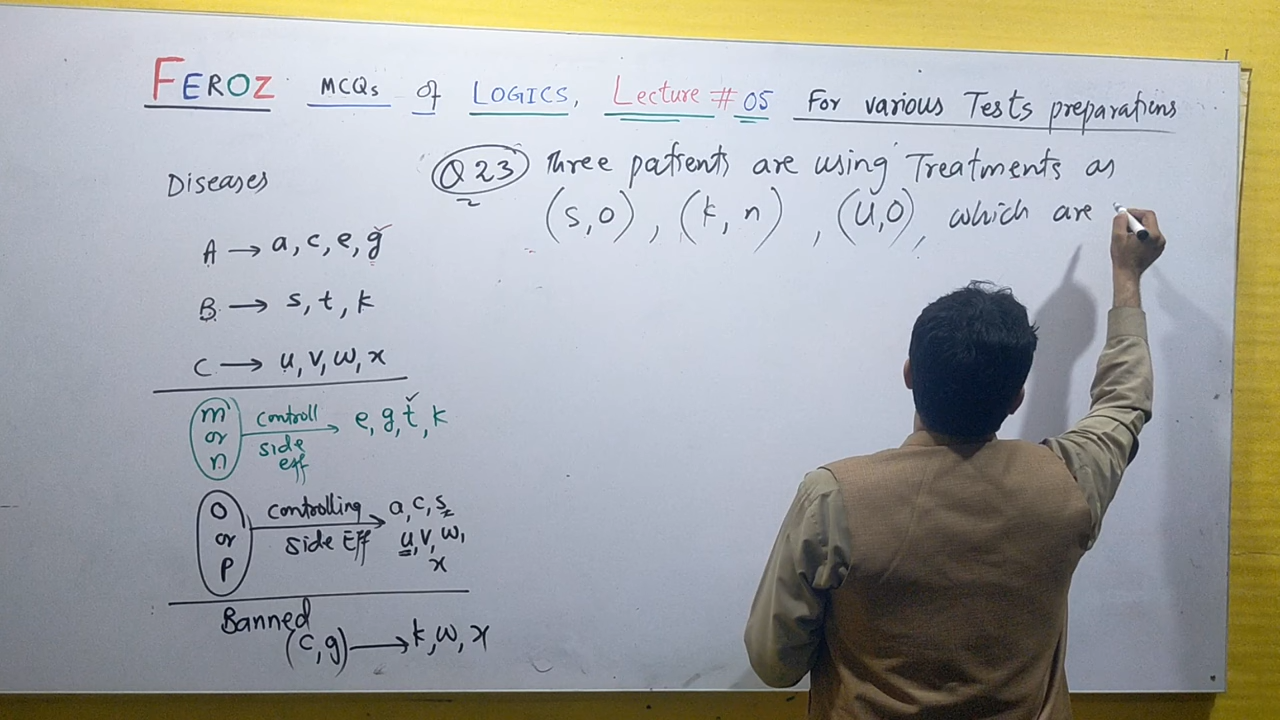 FEROZ MCQs of LOGICS, Lecture # 05 For various Tests preparations
Diseases
A → a, c, e, g
B → s, t, k
C → u, v, w, x
m or n controll side eff → e, g, t, k
O or P controlling side Eff → a, c, s, u, v, w, x
Banned
(c, g) → k, w, x
Q 23 Three patients are using Treatments as
(s, o), (k, n), (u, o), which are